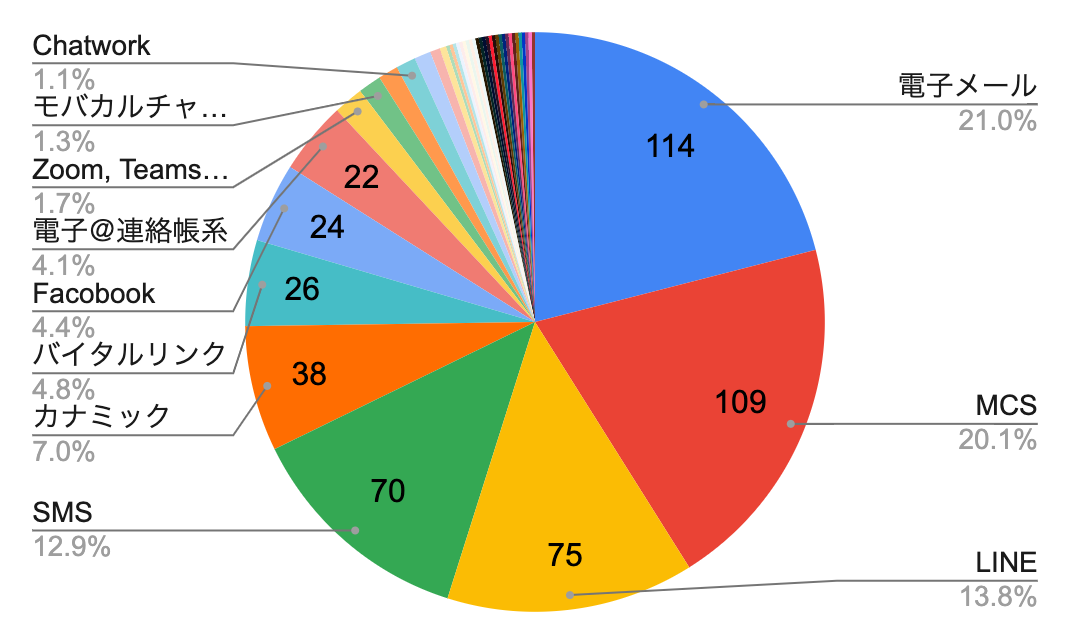 Chatwork
1.1%
モバカルチャ…
1.3%
Zoom, Teams…
1.7%
電子＠連絡帳系
4.1%
Facobook
4.4%
バイタルリンク
4.8%
カナミック
7.0%
SMS
12.9%
電子メール
21.0%
MCS
20.1%
LINE
13.8%
114
109
75
70
38
26
24
22